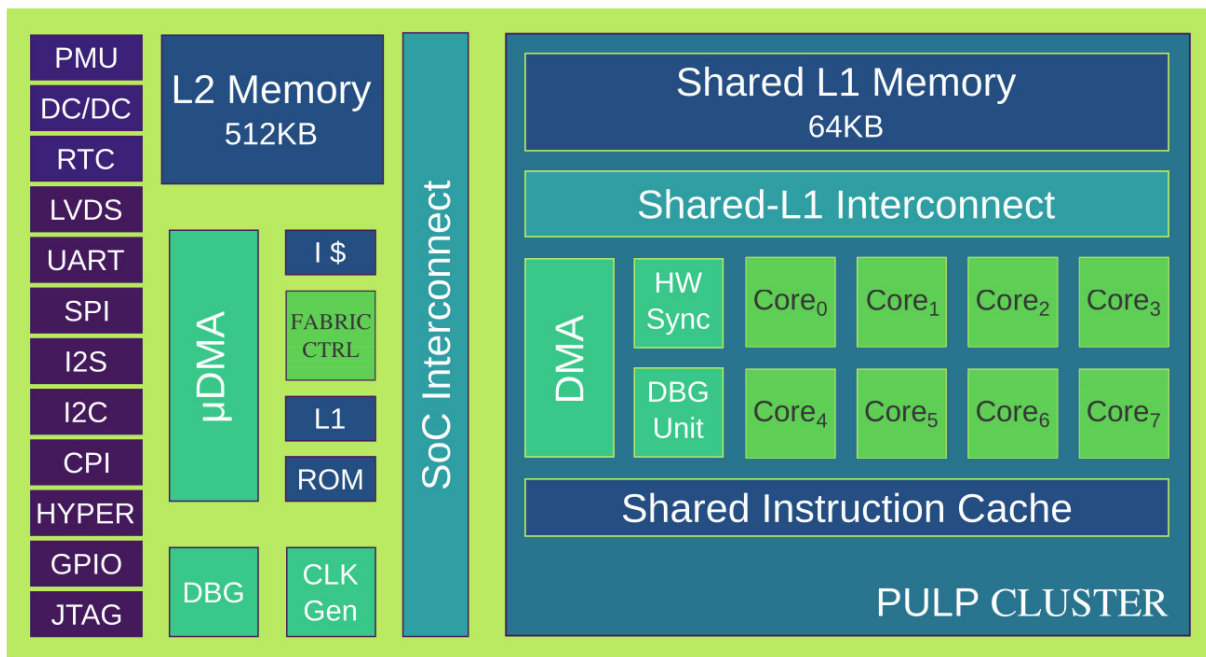 PMU
DC/DC
RTC
LVDS
UART
SPI
I2S
I2C
CPI
HYPER
GPIO
JTAG
L2 Memory
512KB
μDMA
I $
FABRIC
CTRL
L1
ROM
DBG
CLK
Gen
SoC Interconnect
Shared L1 Memory
64KB
Shared-L1 Interconnect
DMA
HW
Sync
DBG
Unit
Core₀
Core₁
Core₂
Core₃
Core₄
Core₅
Core₆
Core₇
Shared Instruction Cache
PULP CLUSTER